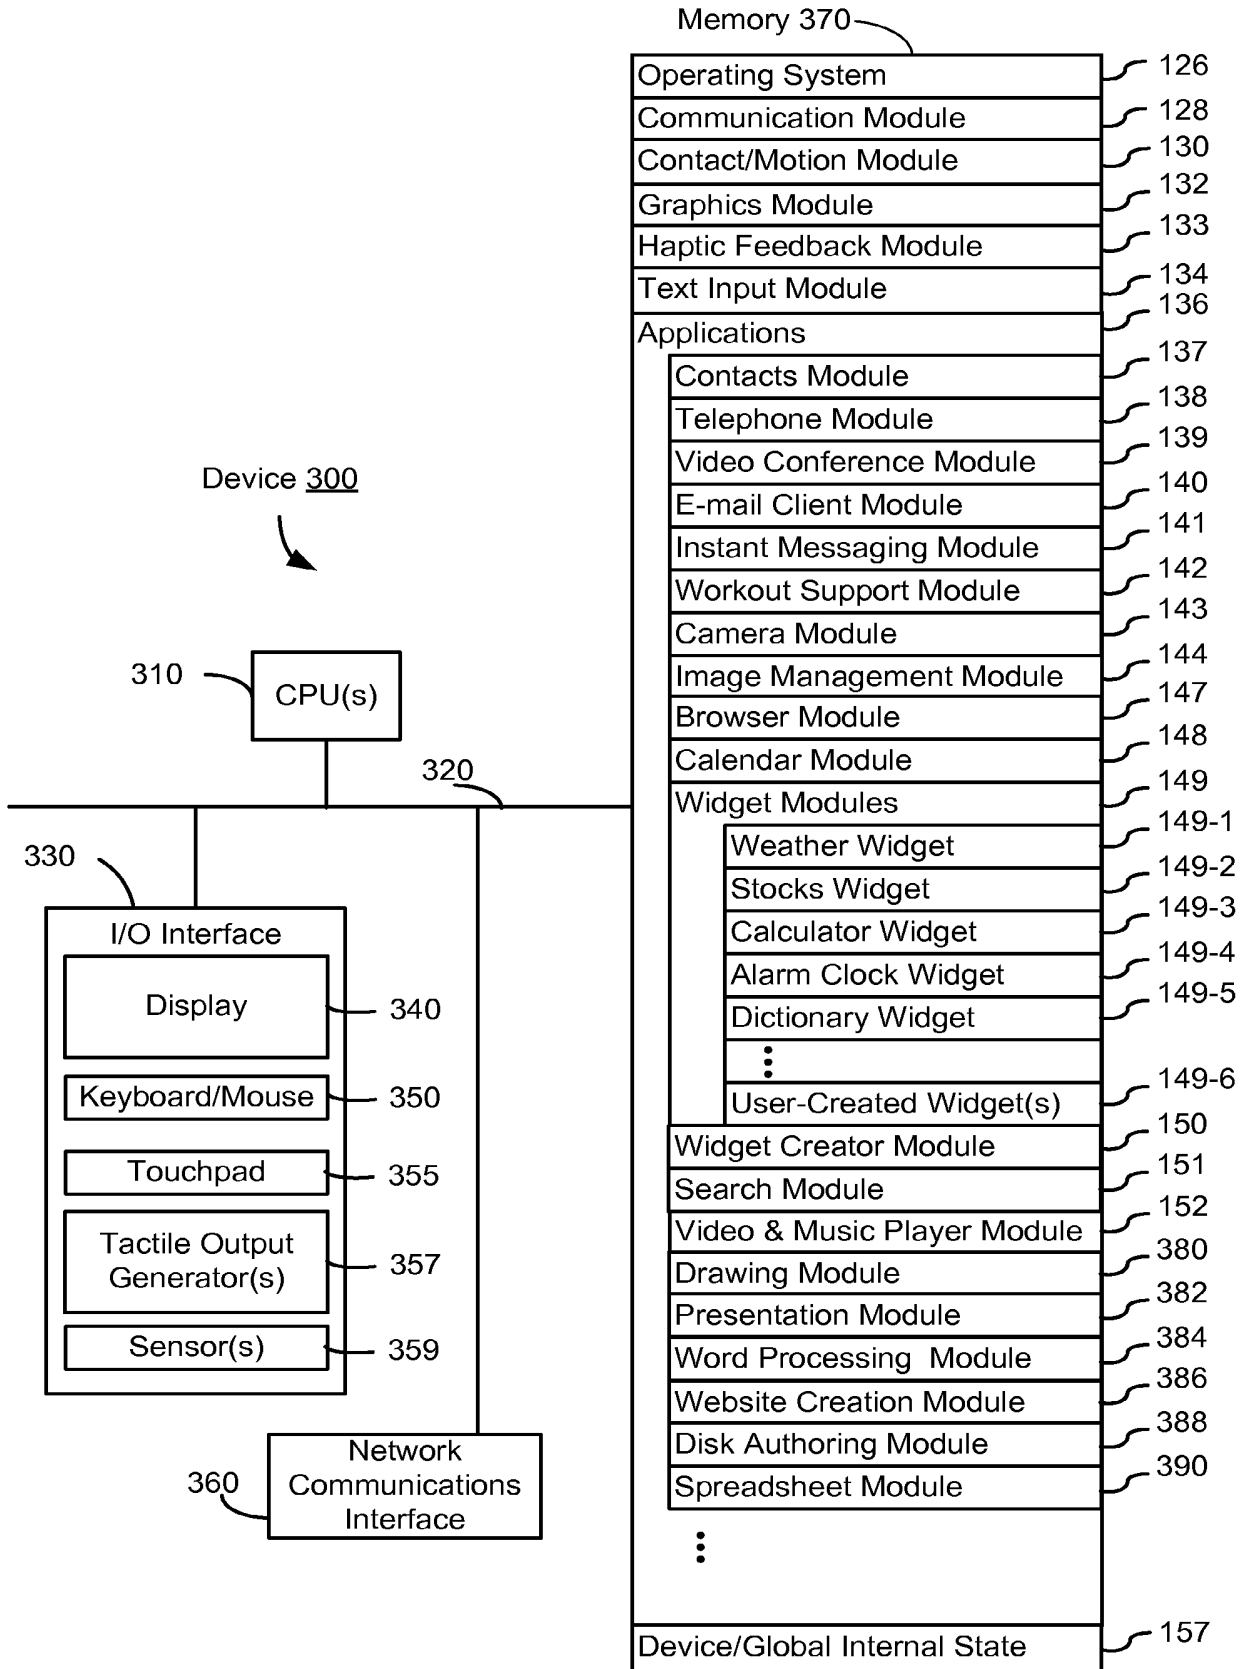 Memory 370
Operating System 126
Communication Module 128
Contact/Motion Module 130
Graphics Module 132
Haptic Feedback Module 133
Text Input Module 134
Applications 136
Contacts Module 137
Telephone Module 138
Video Conference Module 139
E-mail Client Module 140
Instant Messaging Module 141
Workout Support Module 142
Camera Module 143
Image Management Module 144
Browser Module 147
Calendar Module 148
Widget Modules 149
Weather Widget 149-1
Stocks Widget 149-2
Calculator Widget 149-3
Alarm Clock Widget 149-4
Dictionary Widget 149-5
User-Created Widget(s) 149-6
Widget Creator Module 150
Search Module 151
Video & Music Player Module 152
Drawing Module 380
Presentation Module 382
Word Processing  Module 384
Website Creation Module 386
Disk Authoring Module 388
Spreadsheet Module 390
Device/Global Internal State 157
Device 300
310
CPU(s)
320
330
I/O Interface
Display 340
Keyboard/Mouse 350
Touchpad 355
Tactile Output
Generator(s) 357
Sensor(s) 359
360
Network
Communications
Interface